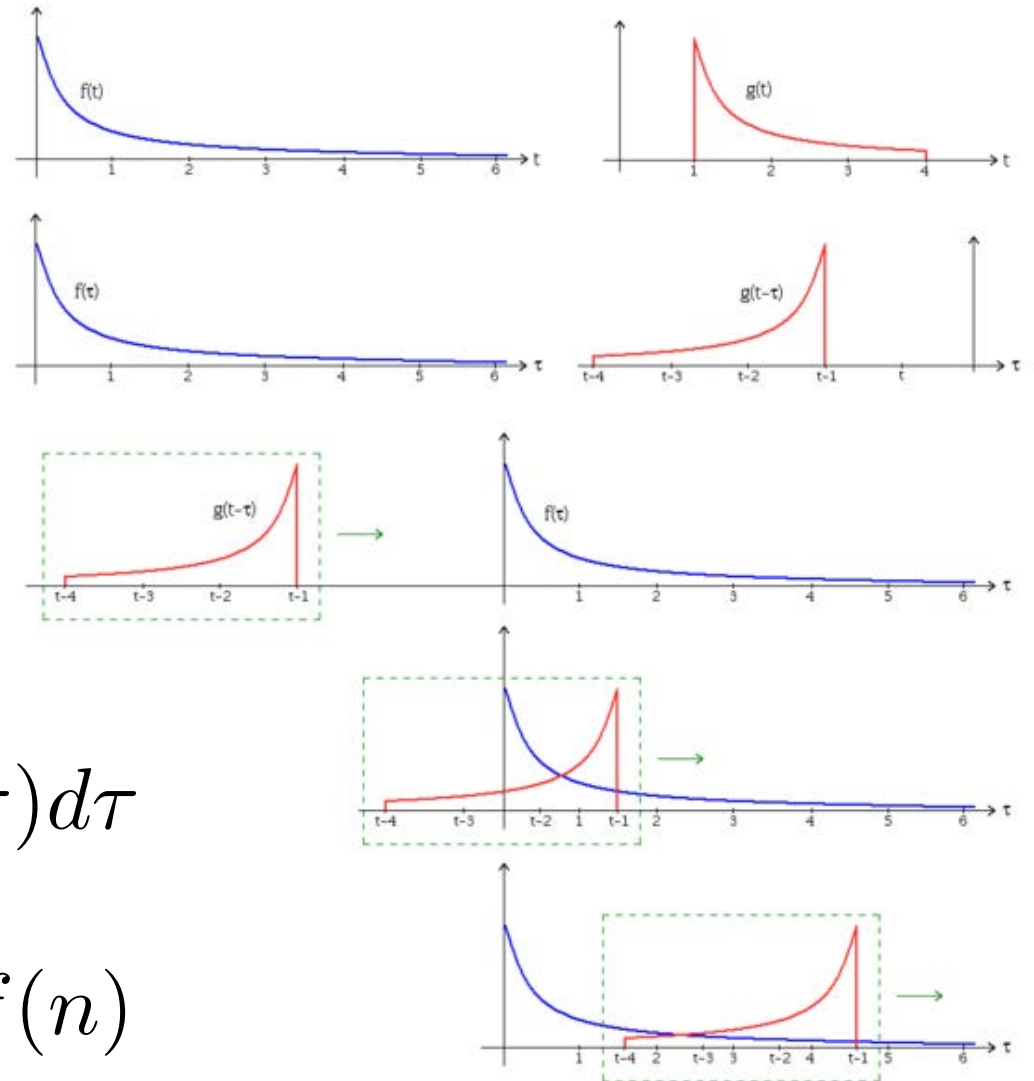 f(t)
1 2 3 4 5 6 t
g(t)
1 2 3 4 t
f(τ)
1 2 3 4 5 6 τ
g(t-τ)
t-4 t-3 t-2 t-1 t τ
g(t-τ) f(τ)
t-4 t-3 t-2 t-1 1 2 3 4 5 6 τ
)dτ
t-4 t-3 t-2 1 t-1 2 3 4 5 6 τ
(n)
1 t-4 2 t-3 3 t-2 4 t-1 5 6 τ